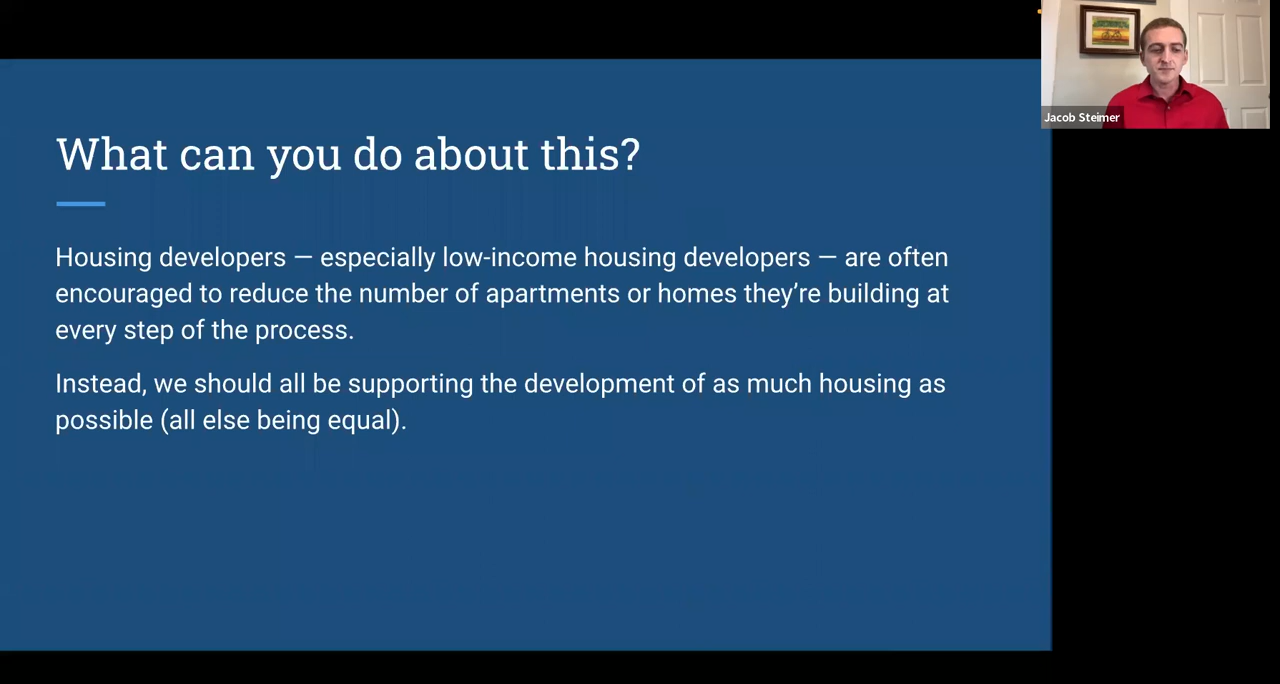 What can you do about this?
Housing developers — especially low-income housing developers — are often
encouraged to reduce the number of apartments or homes they’re building at
every step of the process.
Instead, we should all be supporting the development of as much housing as
possible (all else being equal).
Jacob Steimer